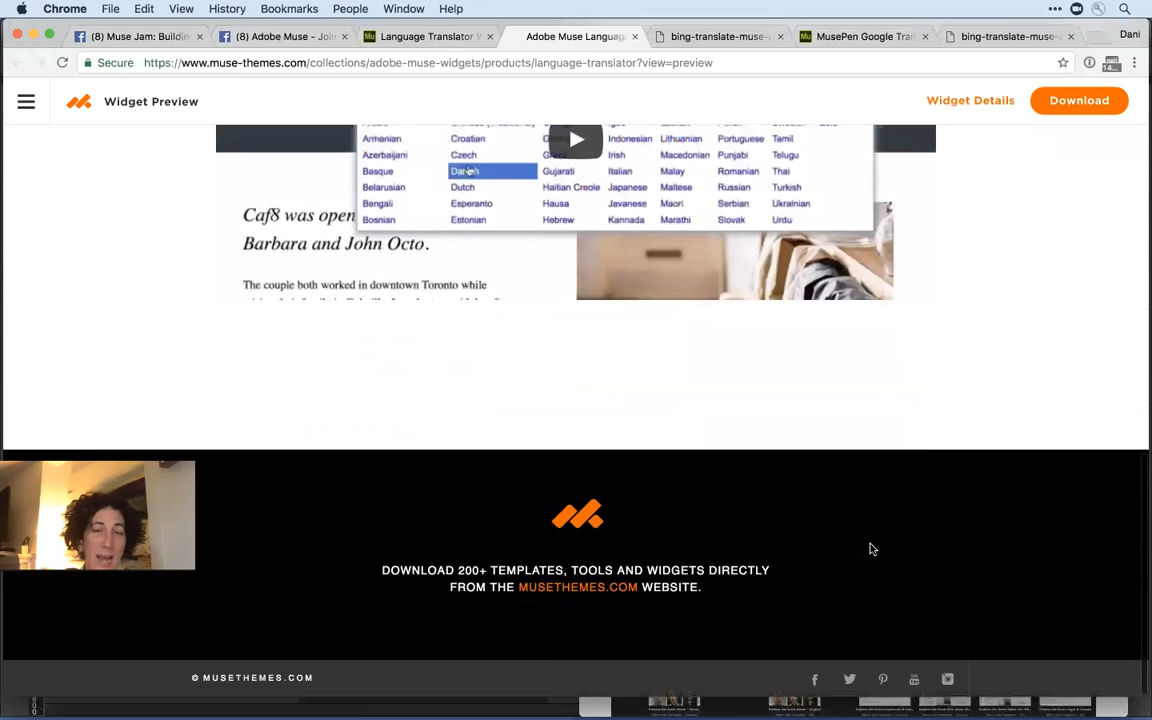 Chrome File Edit View History Bookmarks People Window Help
(8) Muse Jam: Building
(8) Adobe Muse - Join
Language Translator W
Adobe Muse Langua
bing-translate-muse-
MusePen Google Tra
bing-translate-muse-
Dani
Secure https://www.muse-themes.com/collections/adobe-muse-widgets/products/language-translator?view=preview
Widget Preview
Widget Details
Download
Armenian Croatian Indonesian Lithuanian Portuguese Tamil
Azerbaijani Czech Irish Macedonian Punjabi Telugu
Basque Danish Gujarati Italian Malay Romanian Thai
Belarusian Dutch Haitian Creole Japanese Maltese Russian Turkish
Bengali Esperanto Hausa Javanese Maori Serbian Ukrainian
Bosnian Estonian Hebrew Kannada Marathi Slovak Urdu
Caf8 was open
Barbara and John Octo.
The couple both worked in downtown Toronto while
DOWNLOAD 200+ TEMPLATES, TOOLS AND WIDGETS DIRECTLY
FROM THE MUSETHEMES.COM WEBSITE.
© MUSETHEMES.COM